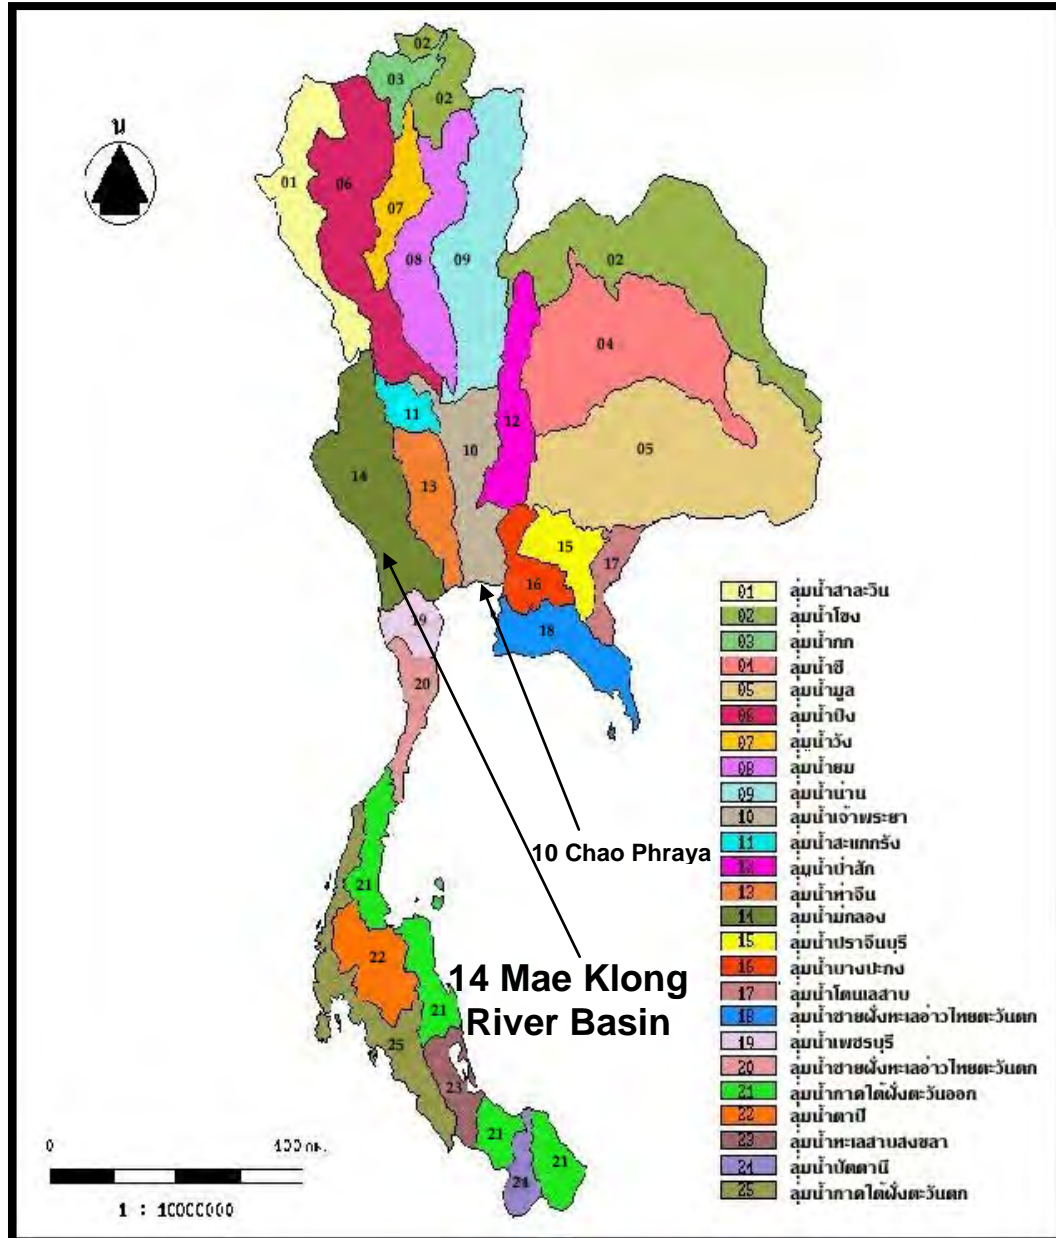 02
03
02
น
01
06
07
08
09
02
04
11
12
10
05
14
13
15
17
16
19
18
20
10 Chao Phraya
21
22
14 Mae Klong
River Basin
21
25
23
21
24
21
01 ลุ่มน้ำสาละวิน
02 ลุ่มน้ำโขง
03 ลุ่มน้ำกก
04 ลุ่มน้ำชี
05 ลุ่มน้ำมูล
06 ลุ่มน้ำปิง
07 ลุ่มน้ำวัง
08 ลุ่มน้ำยม
09 ลุ่มน้ำน่าน
10 ลุ่มน้ำเจ้าพระยา
11 ลุ่มน้ำสะแกกรัง
12 ลุ่มน้ำป่าสัก
13 ลุ่มน้ำท่าจีน
14 ลุ่มน้ำแม่กลอง
15 ลุ่มน้ำปราจีนบุรี
16 ลุ่มน้ำบางปะกง
17 ลุ่มน้ำโตนเลสาบ
18 ลุ่มน้ำชายฝั่งทะเลอ่าวไทยตะวันตก
19 ลุ่มน้ำเพชรบุรี
20 ลุ่มน้ำชายฝั่งทะเลอ่าวไทยตะวันตก
21 ลุ่มน้ำภาคใต้ฝั่งตะวันออก
22 ลุ่มน้ำตาปี
23 ลุ่มน้ำทะเลสาบสงขลา
24 ลุ่มน้ำปัตตานี
25 ลุ่มน้ำภาคใต้ฝั่งตะวันตก
0 100 กม.
1 : 10000000